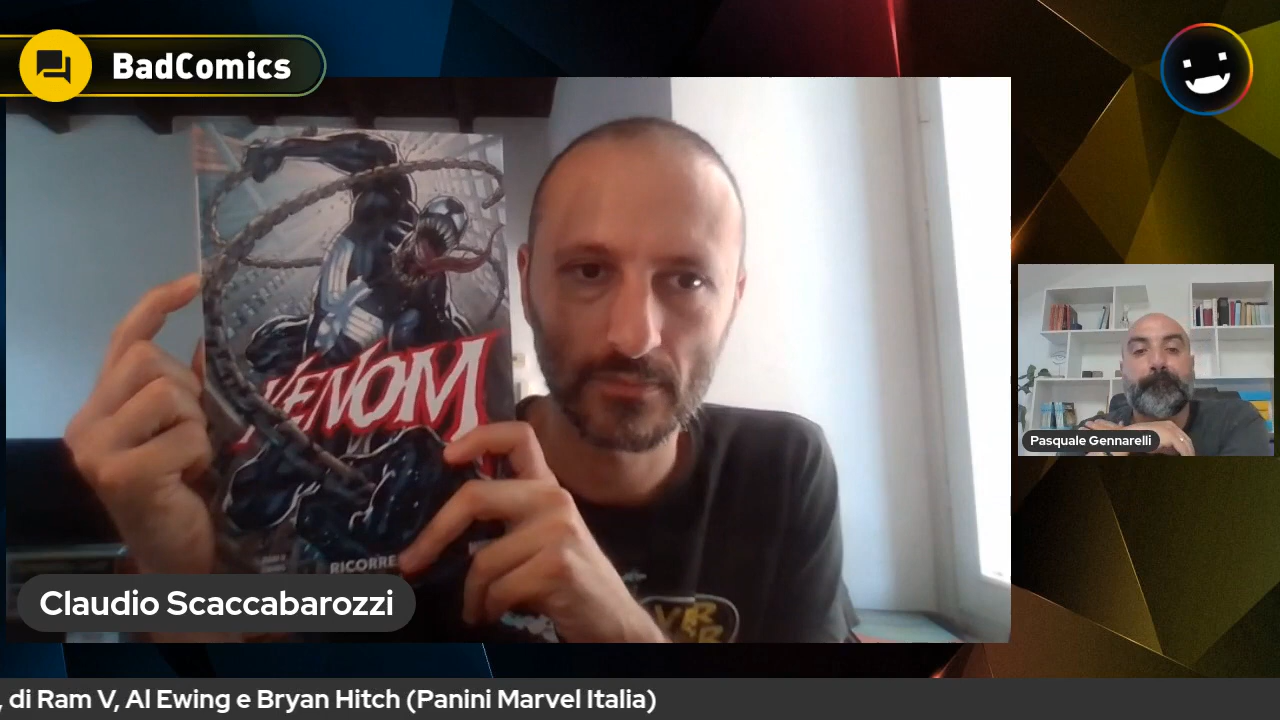 BadComics
VENOM
RICORRE
Pasquale Gennarelli
Claudio Scaccabarozzi
, di Ram V, Al Ewing e Bryan Hitch (Panini Marvel Italia)